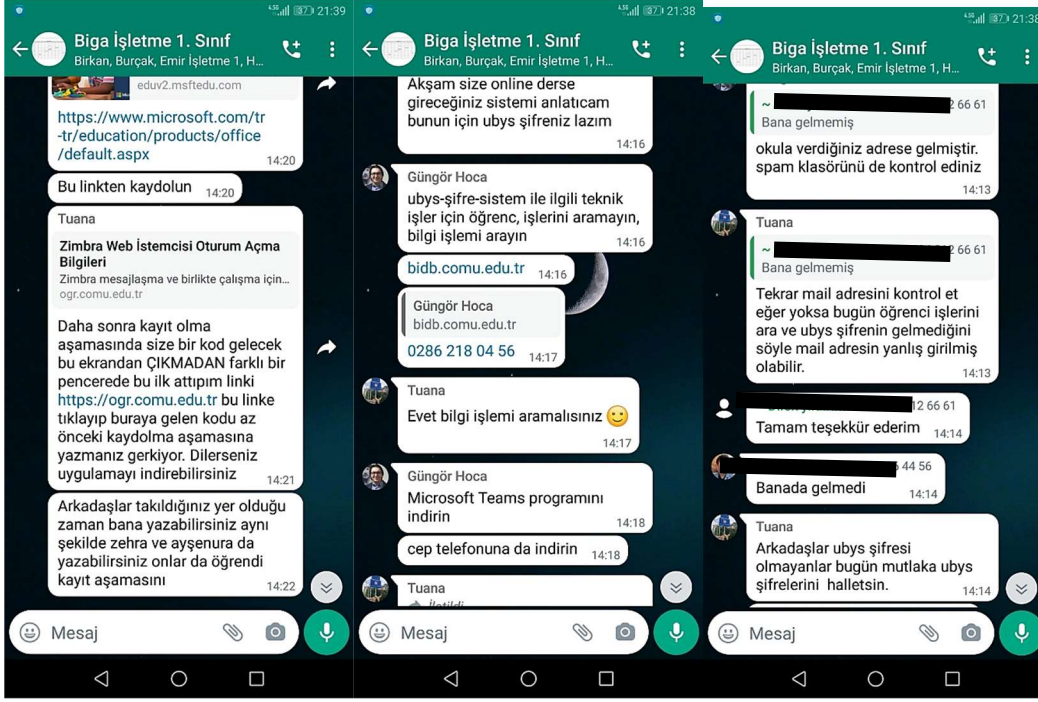 4,5G 37 21:39
Biga İşletme 1. Sınıf
Birkan, Burçak, Emir İşletme 1, H...
eduv2.msftedu.com
https://www.microsoft.com/tr
-tr/education/products/office
/default.aspx
14:20
Bu linkten kaydolun 14:20
Tuana
Zimbra Web İstemcisi Oturum Açma
Bilgileri
Zimbra mesajlaşma ve birlikte çalışma için...
ogr.comu.edu.tr
Daha sonra kayıt olma
aşamasında size bir kod gelecek
bu ekrandan ÇIKMADAN farklı bir
pencerede bu ilk attıpım linki
https://ogr.comu.edu.tr bu linke
tıklayıp buraya gelen kodu az
önceki kaydolma aşamasına
yazmanız gerkiyor. Dilerseniz
uygulamayı indirebilirsiniz 14:21
Arkadaşlar takıldığınız yer olduğu
zaman bana yazabilirsiniz aynı
şekilde zehra ve ayşenura da
yazabilirsiniz onlar da öğrendi
kayıt aşamasını 14:22
Mesaj
4,5G 37 21:38
Biga İşletme 1. Sınıf
Birkan, Burçak, Emir İşletme 1, H...
Akşam size online derse
gireceğiniz sistemi anlatıcam
bunun için ubys şifreniz lazım
14:16
Güngör Hoca
ubys-şifre-sistem ile ilgili teknik
işler için öğrenc, işlerini aramayın,
bilgi işlemi arayın 14:16
bidb.comu.edu.tr 14:16
Güngör Hoca
bidb.comu.edu.tr
0286 218 04 56 14:17
Tuana
Evet bilgi işlemi aramalısınız 🙂
14:17
Güngör Hoca
Microsoft Teams programını
indirin 14:18
cep telefonuna da indirin 14:18
Tuana
İletildi
Mesaj
4,5G 37 21:38
Biga İşletme 1. Sınıf
Birkan, Burçak, Emir İşletme 1, H...
~ 2 66 61
Bana gelmemiş
okula verdiğiniz adrese gelmiştir.
spam klasörünü de kontrol ediniz
14:13
Tuana
~ 2 66 61
Bana gelmemiş
Tekrar mail adresini kontrol et
eğer yoksa bugün öğrenci işlerini
ara ve ubys şifrenin gelmediğini
söyle mail adresin yanlış girilmiş
olabilir. 14:13
12 66 61
Tamam teşekkür ederim 14:14
44 56
Banada gelmedi 14:14
Tuana
Arkadaşlar ubys şifresi
olmayanlar bugün mutlaka ubys
şifrelerini halletsin. 14:14
Mesaj